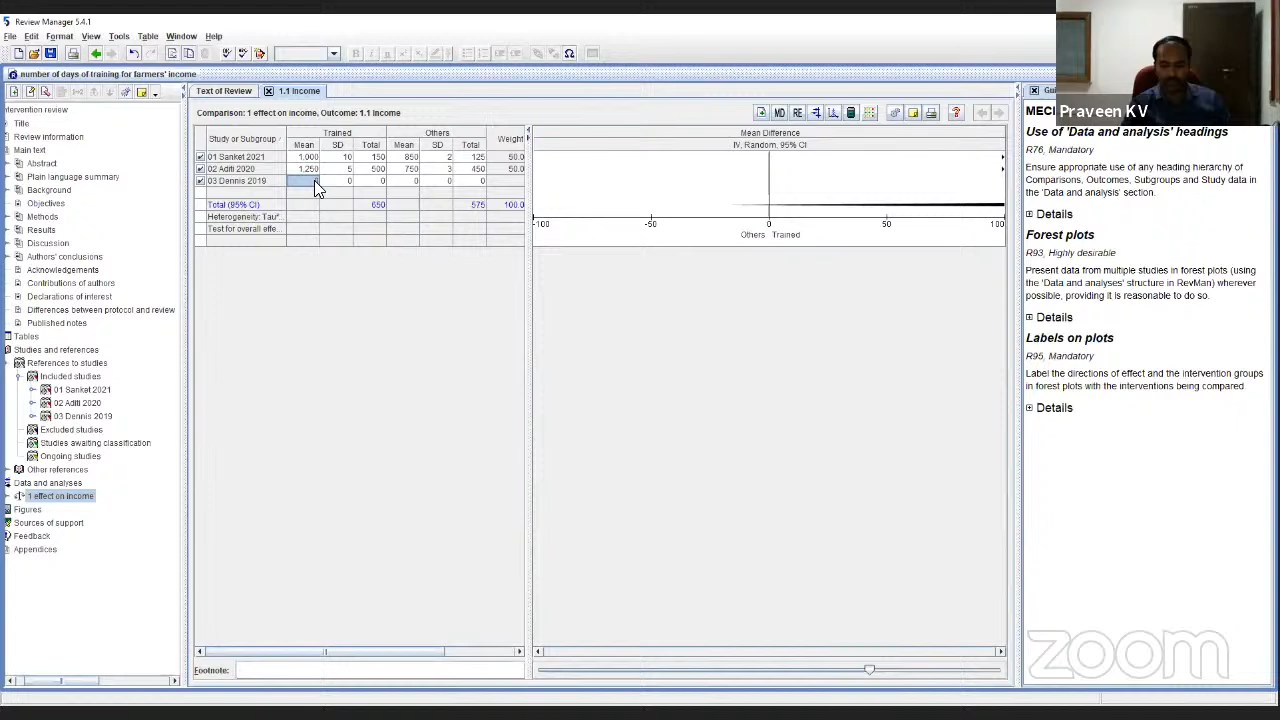 Review Manager 5.4.1
File Edit Format View Tools Table Window Help
number of days of training for farmers' income
Text of Review 1.1 Income
Praveen KV
ntervention review
Title
Review information
Main text
Abstract
Plain language summary
Background
Objectives
Methods
Results
Discussion
Authors' conclusions
Acknowledgements
Contributions of authors
Declarations of interest
Differences between protocol and review
Published notes
Tables
Studies and references
References to studies
Included studies
01 Sanket 2021
02 Aditi 2020
03 Dennis 2019
Excluded studies
Studies awaiting classification
Ongoing studies
Other references
Data and analyses
1 effect on income
Figures
Sources of support
Feedback
Appendices
Comparison: 1 effect on income, Outcome: 1.1 Income
MD RE
Trained Others Mean Difference
Study or Subgroup Mean SD Total Mean SD Total Weight IV, Random, 95% CI
01 Sanket 2021 1,000 10 150 850 2 125 50.0
02 Aditi 2020 1,250 5 500 750 3 450 50.0
03 Dennis 2019 0 0 0 0 0
Total (95% CI) 650 575 100.0
Heterogeneity: Tau²...
Test for overall effe...
-100 -50 0 50 100
Others Trained
Footnote:
Gui
MECI
Use of 'Data and analysis' headings
R76, Mandatory
Ensure appropriate use of any heading hierarchy of
Comparisons, Outcomes, Subgroups and Study data in
the 'Data and analysis' section.
Details
Forest plots
R93, Highly desirable
Present data from multiple studies in forest plots (using
the 'Data and analyses' structure in RevMan) wherever
possible, providing it is reasonable to do so.
Details
Labels on plots
R95, Mandatory
Label the directions of effect and the intervention groups
in forest plots with the interventions being compared.
Details
zoom